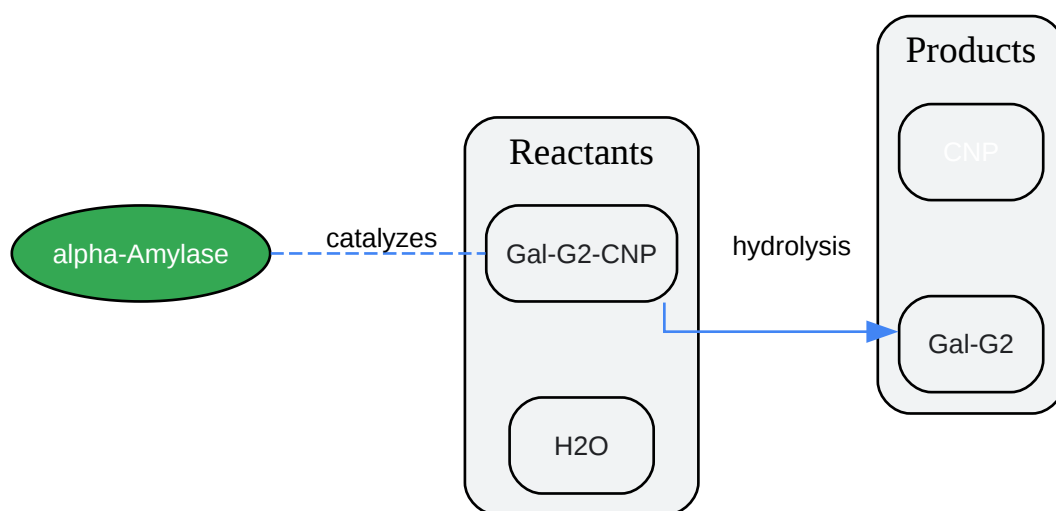 Products
CNP
Reactants
alpha-Amylase
catalyzes
Gal-G2-CNP
hydrolysis
Gal-G2
H2O